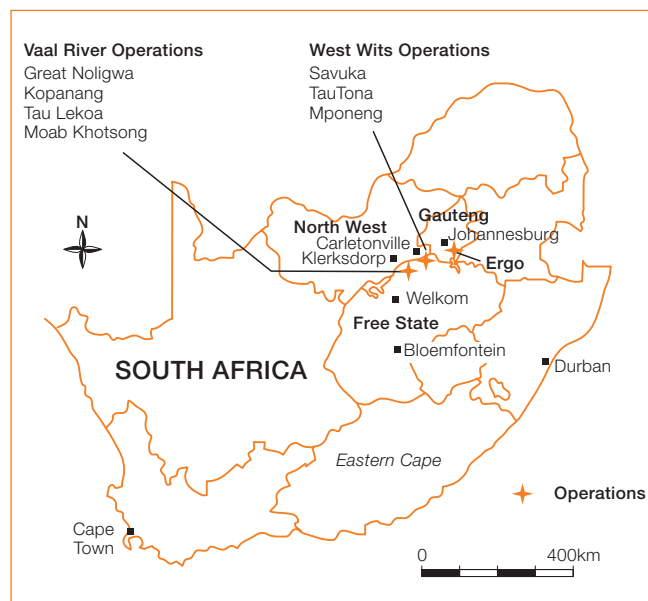 Vaal River Operations
Great Noligwa
Kopanang
Tau Lekoa
Moab Khotsong
West Wits Operations
Savuka
TauTona
Mponeng
N
North West
Gauteng
Johannesburg
Carletonville
Klerksdorp
Ergo
Welkom
Free State
Bloemfontein
Durban
SOUTH AFRICA
Eastern Cape
Operations
Cape
Town
0 400km